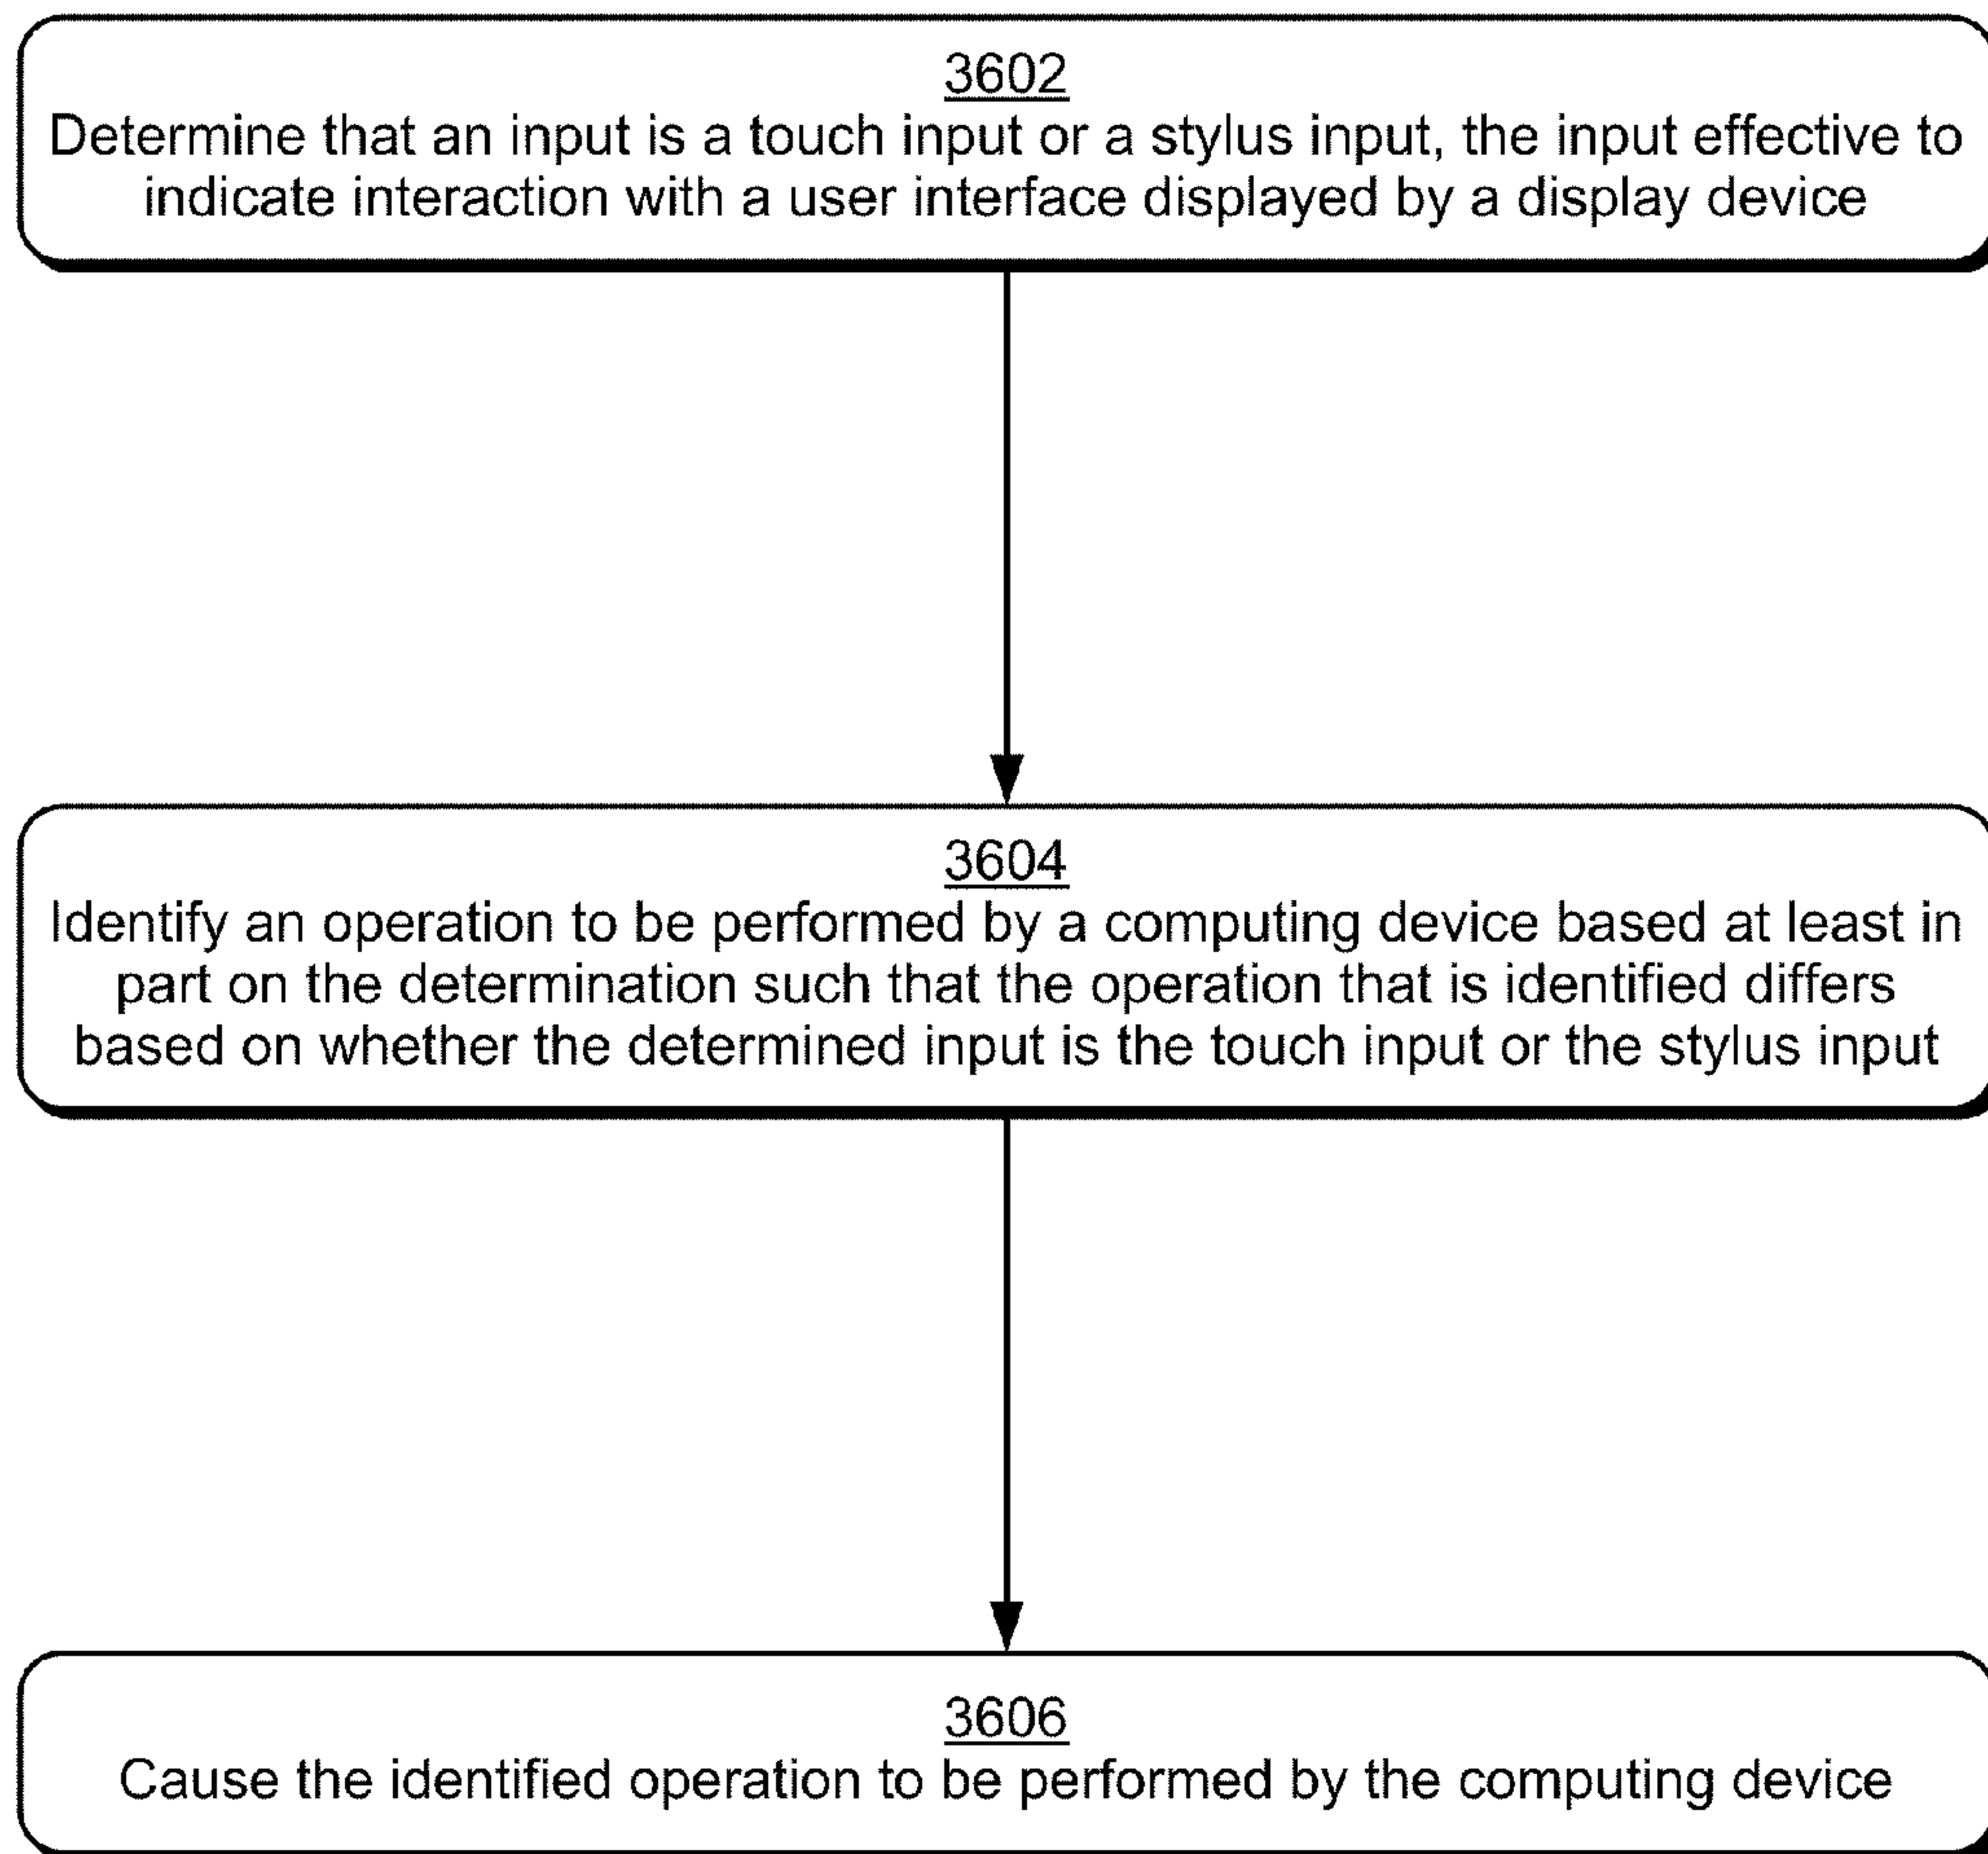 3602
Determine that an input is a touch input or a stylus input, the input effective to
indicate interaction with a user interface displayed by a display device
3604
Identify an operation to be performed by a computing device based at least in
part on the determination such that the operation that is identified differs
based on whether the determined input is the touch input or the stylus input
3606
Cause the identified operation to be performed by the computing device